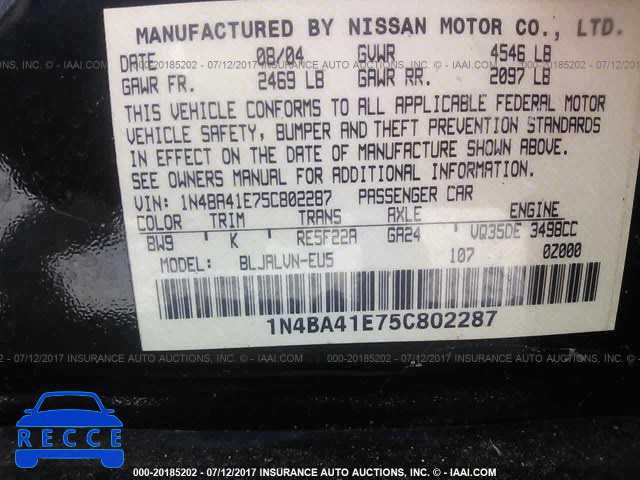 MANUFACTURED BY NISSAN MOTOR CO., LTD.
DATE 08/04 GVWR 4546 LB
GAWR FR. 2469 LB GAWR RR. 2097 LB
THIS VEHICLE CONFORMS TO ALL APPLICABLE FEDERAL MOTOR
VEHICLE SAFETY, BUMPER AND THEFT PREVENTION STANDARDS
IN EFFECT ON THE DATE OF MANUFACTURE SHOWN ABOVE.
SEE OWNERS MANUAL FOR ADDITIONAL INFORMATION.
VIN: 1N4BA41E75C802287 PASSENGER CAR
COLOR TRIM TRANS AXLE ENGINE
BW9 K RE5F22A GA24 VQ35DE 3498CC
MODEL: BLJALVN-EU5 107 0Z000
000-20185202 - 07/12/2017 INSURANCE AUTO AUCTIONS, INC. - © - IAAI.COM
1N4BA41E75C802287
RECCE
000-20185202 - 07/12/2017 INSURANCE AUTO AUCTIONS, INC. - © - IAAI.COM